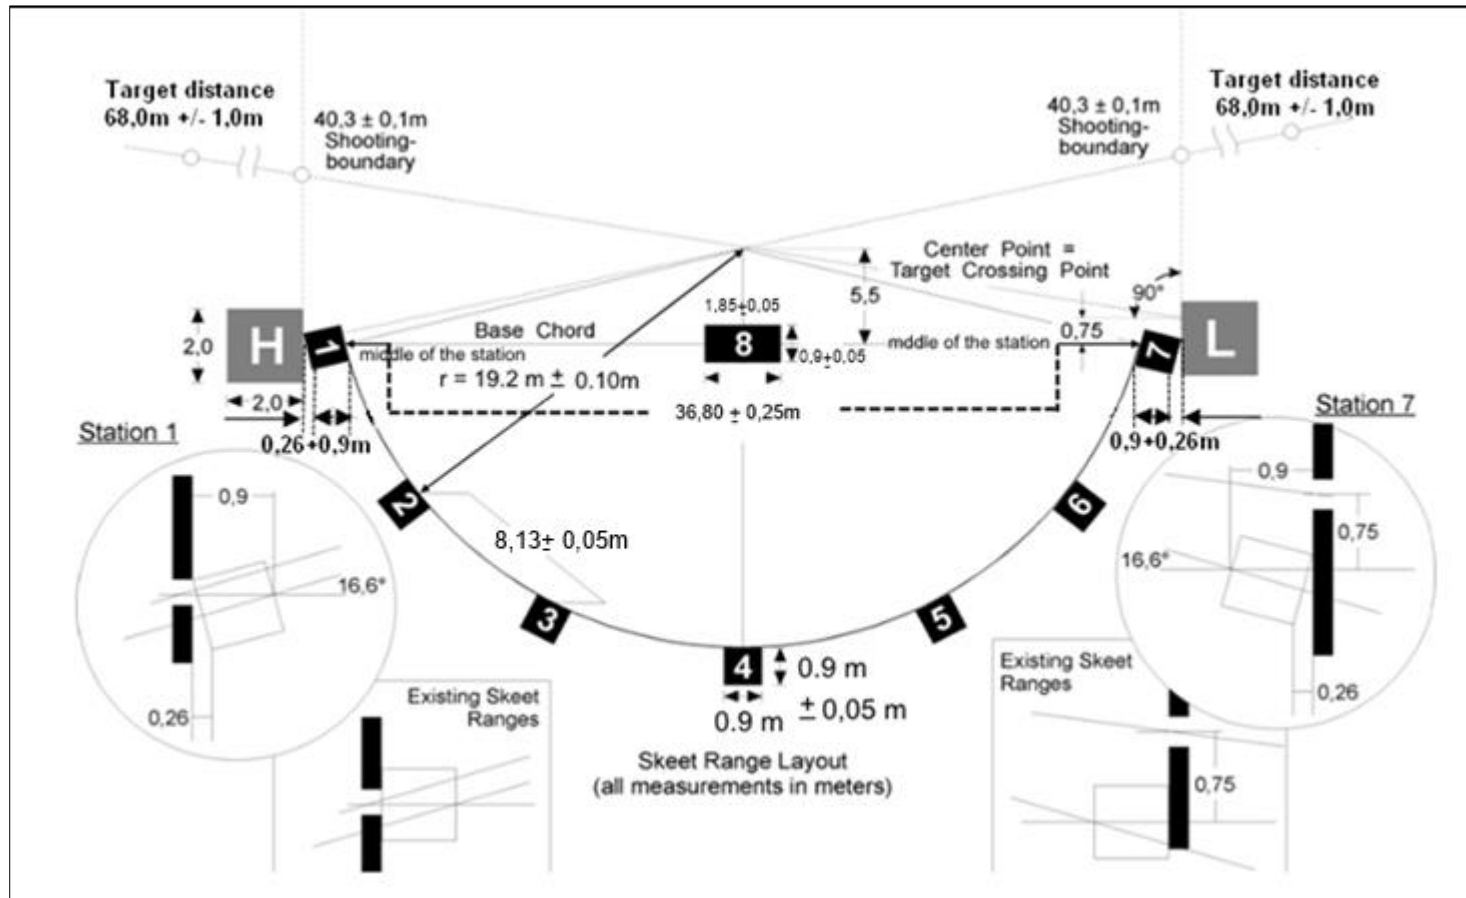 Target distance
68,0m +/- 1,0m
40,3 ± 0,1m
Shooting-
boundary
40,3 ± 0,1m
Shooting-
boundary
Target distance
68,0m +/- 1,0m
Center Point =
Target Crossing Point
5,5
90°
1,85±0,05
2,0
H
1
Base Chord
middle of the station
8
0,9±0,05
mddle of the station
0,75
7
L
r = 19.2 m ± 0.10m
2,0
36,80 ± 0,25m
Station 1
0,26+0,9m
0,9+0,26m
Station 7
0,9
2
6
0,9
0,75
8,13± 0,05m
16,6°
16,6°
3
5
4
0.9 m
± 0,05 m
0.9 m
0,26
Existing Skeet
Ranges
Existing Skeet
Ranges
0,26
Skeet Range Layout
(all measurements in meters)
0,75